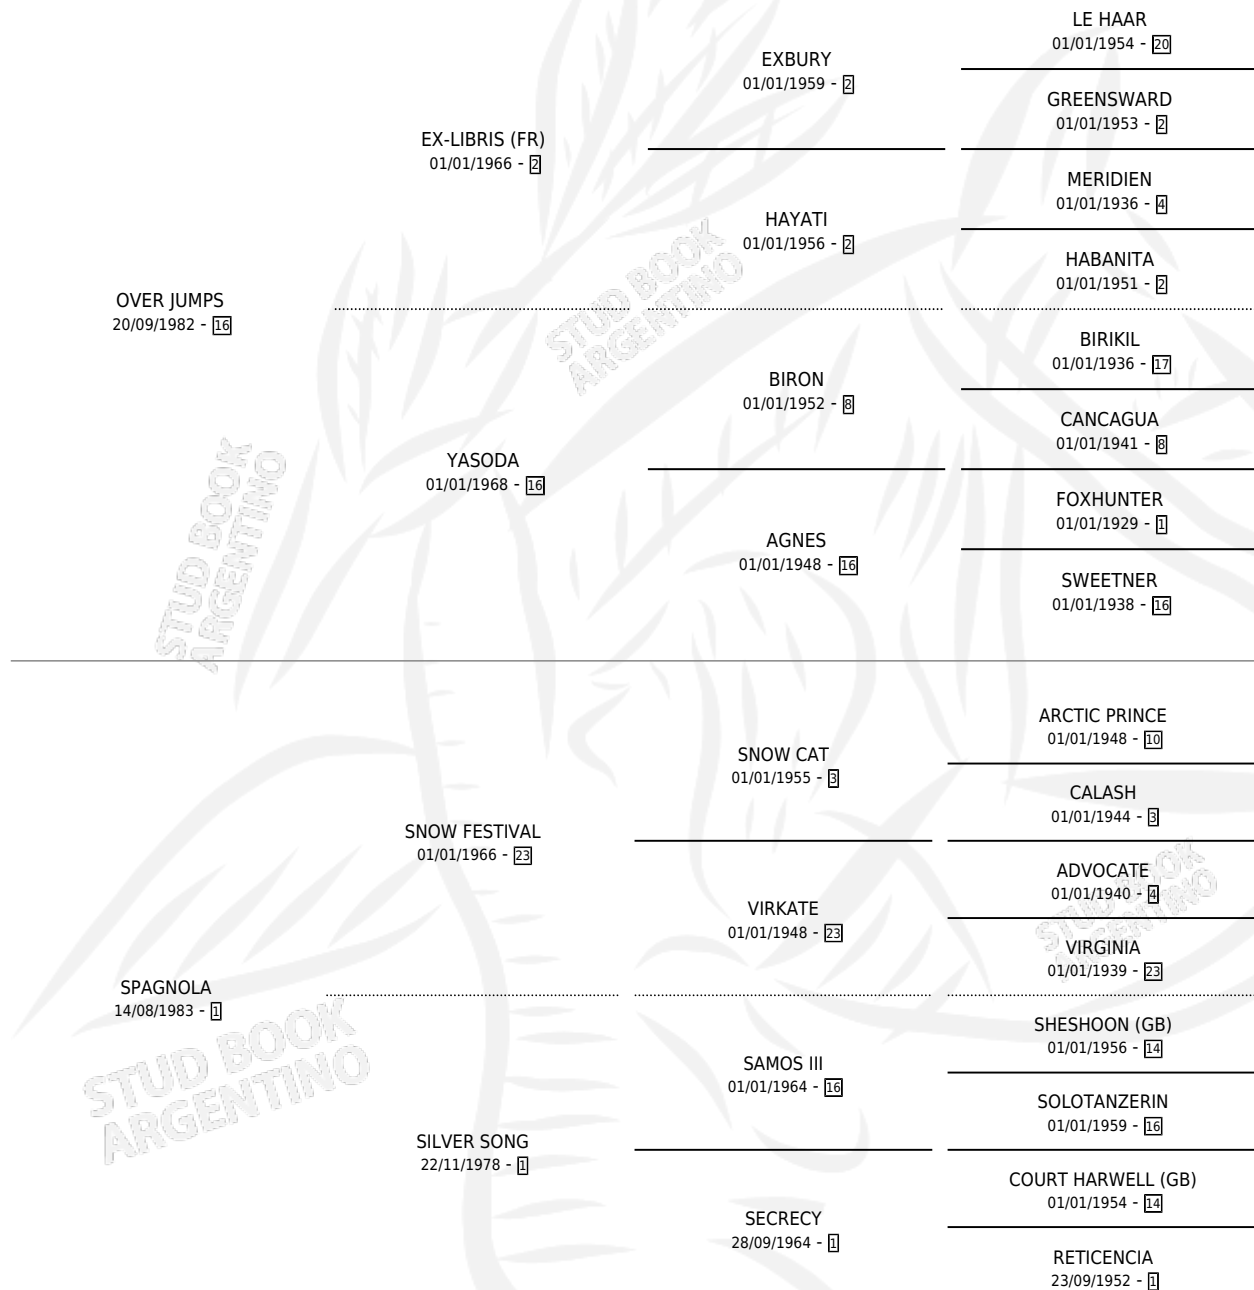 LE HAAR
01/01/1954 - 20
EXBURY
01/01/1959 - 2
GREENSWARD
01/01/1953 - 2
EX-LIBRIS (FR)
01/01/1966 - 2
MERIDIEN
01/01/1936 - 4
HAYATI
01/01/1956 - 2
HABANITA
01/01/1951 - 2
OVER JUMPS
20/09/1982 - 16
BIRIKIL
01/01/1936 - 17
BIRON
01/01/1952 - 8
CANCAGUA
01/01/1941 - 8
YASODA
01/01/1968 - 16
FOXHUNTER
01/01/1929 - 1
AGNES
01/01/1948 - 16
SWEETNER
01/01/1938 - 16
ARCTIC PRINCE
01/01/1948 - 10
SNOW CAT
01/01/1955 - 3
CALASH
01/01/1944 - 3
SNOW FESTIVAL
01/01/1966 - 23
ADVOCATE
01/01/1940 - 4
VIRKATE
01/01/1948 - 23
VIRGINIA
01/01/1939 - 23
SPAGNOLA
14/08/1983 - 1
SHESHOON (GB)
01/01/1956 - 14
SAMOS III
01/01/1964 - 16
SOLOTANZERIN
01/01/1959 - 16
SILVER SONG
22/11/1978 - 1
COURT HARWELL (GB)
01/01/1954 - 14
SECRECY
28/09/1964 - 1
RETICENCIA
23/09/1952 - 1
STUD BOOK
ARGENTINO
STUD BOOK
ARGENTINO
STUD BOOK
ARGENTINO
STUD BOOK
ARGENTINO